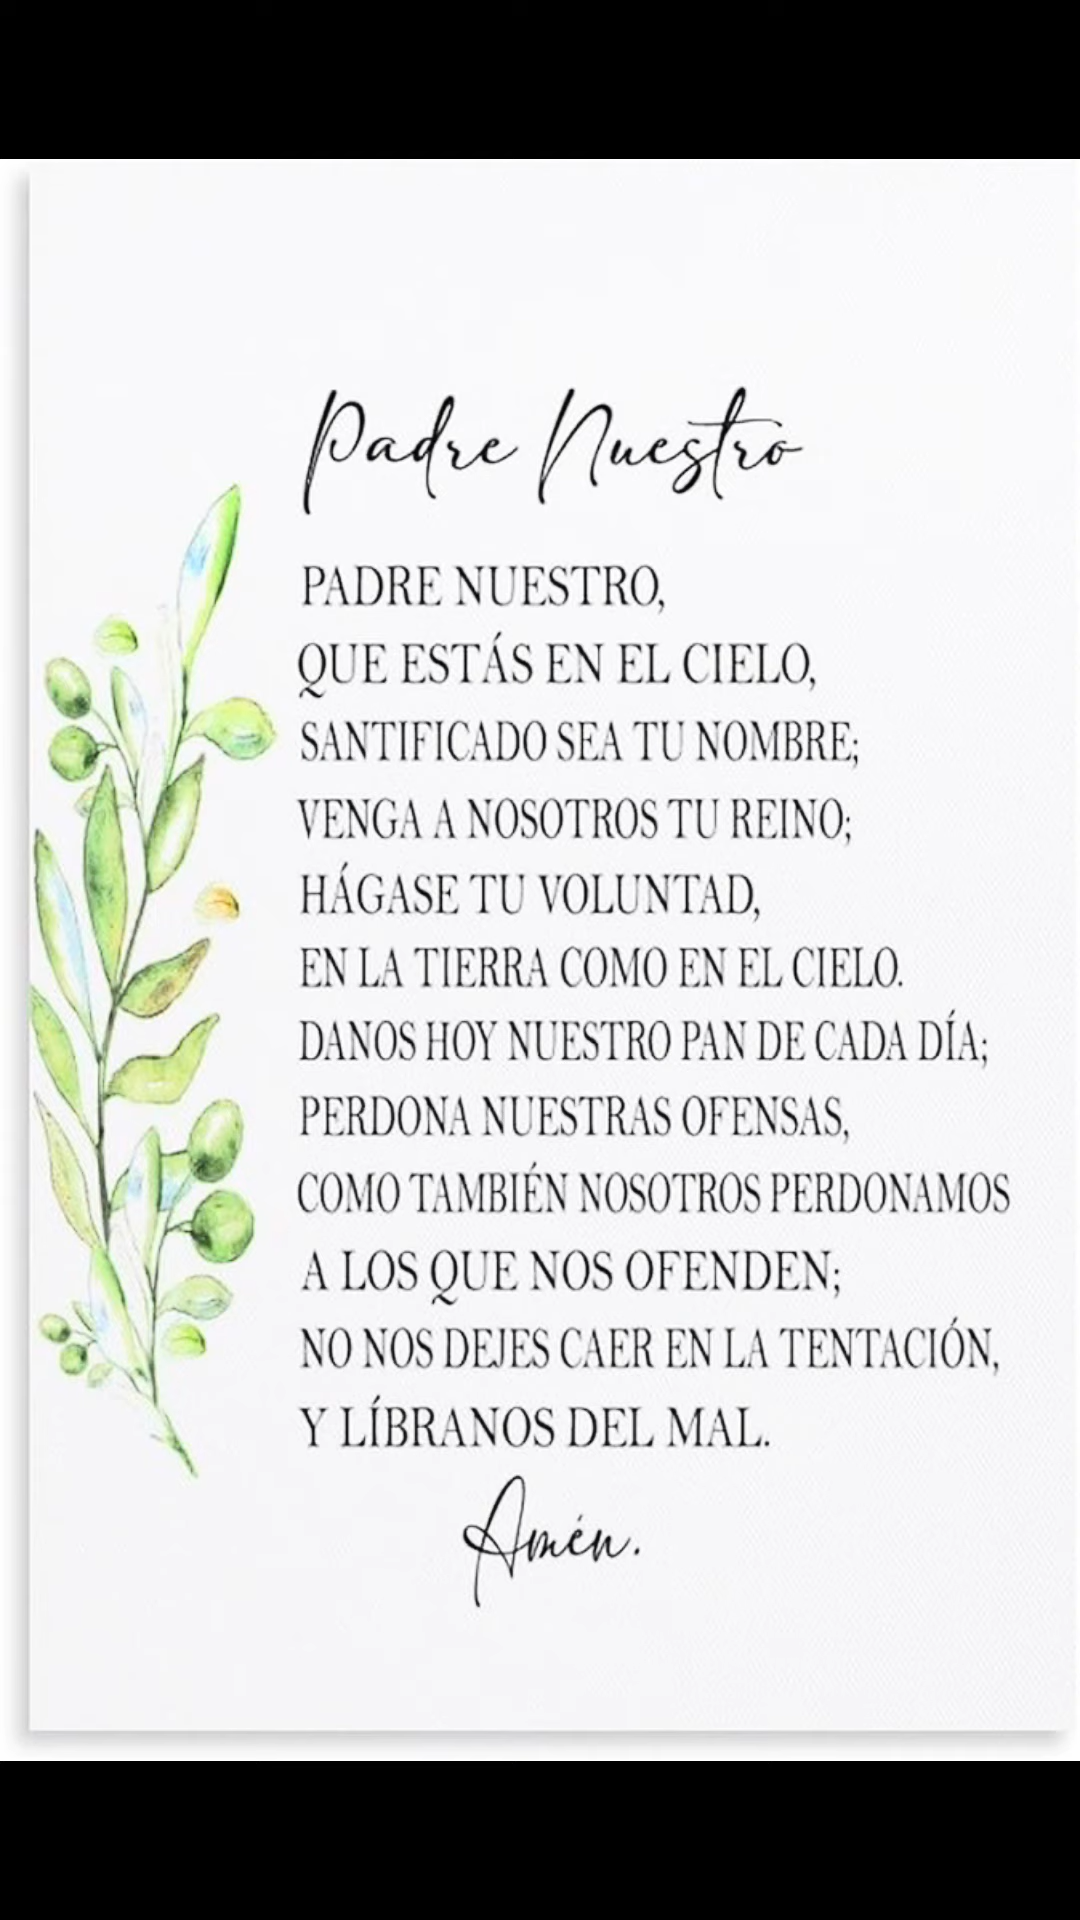 Padre Nuestro
PADRE NUESTRO,
QUE ESTÁS EN EL CIELO,
SANTIFICADO SEA TU NOMBRE;
VENGA A NOSOTROS TU REINO;
HÁGASE TU VOLUNTAD,
EN LA TIERRA COMO EN EL CIELO.
DANOS HOY NUESTRO PAN DE CADA DÍA;
PERDONA NUESTRAS OFENSAS,
COMO TAMBIÉN NOSOTROS PERDONAMOS
A LOS QUE NOS OFENDEN;
NO NOS DEJES CAER EN LA TENTACIÓN,
Y LÍBRANOS DEL MAL.
Amén.